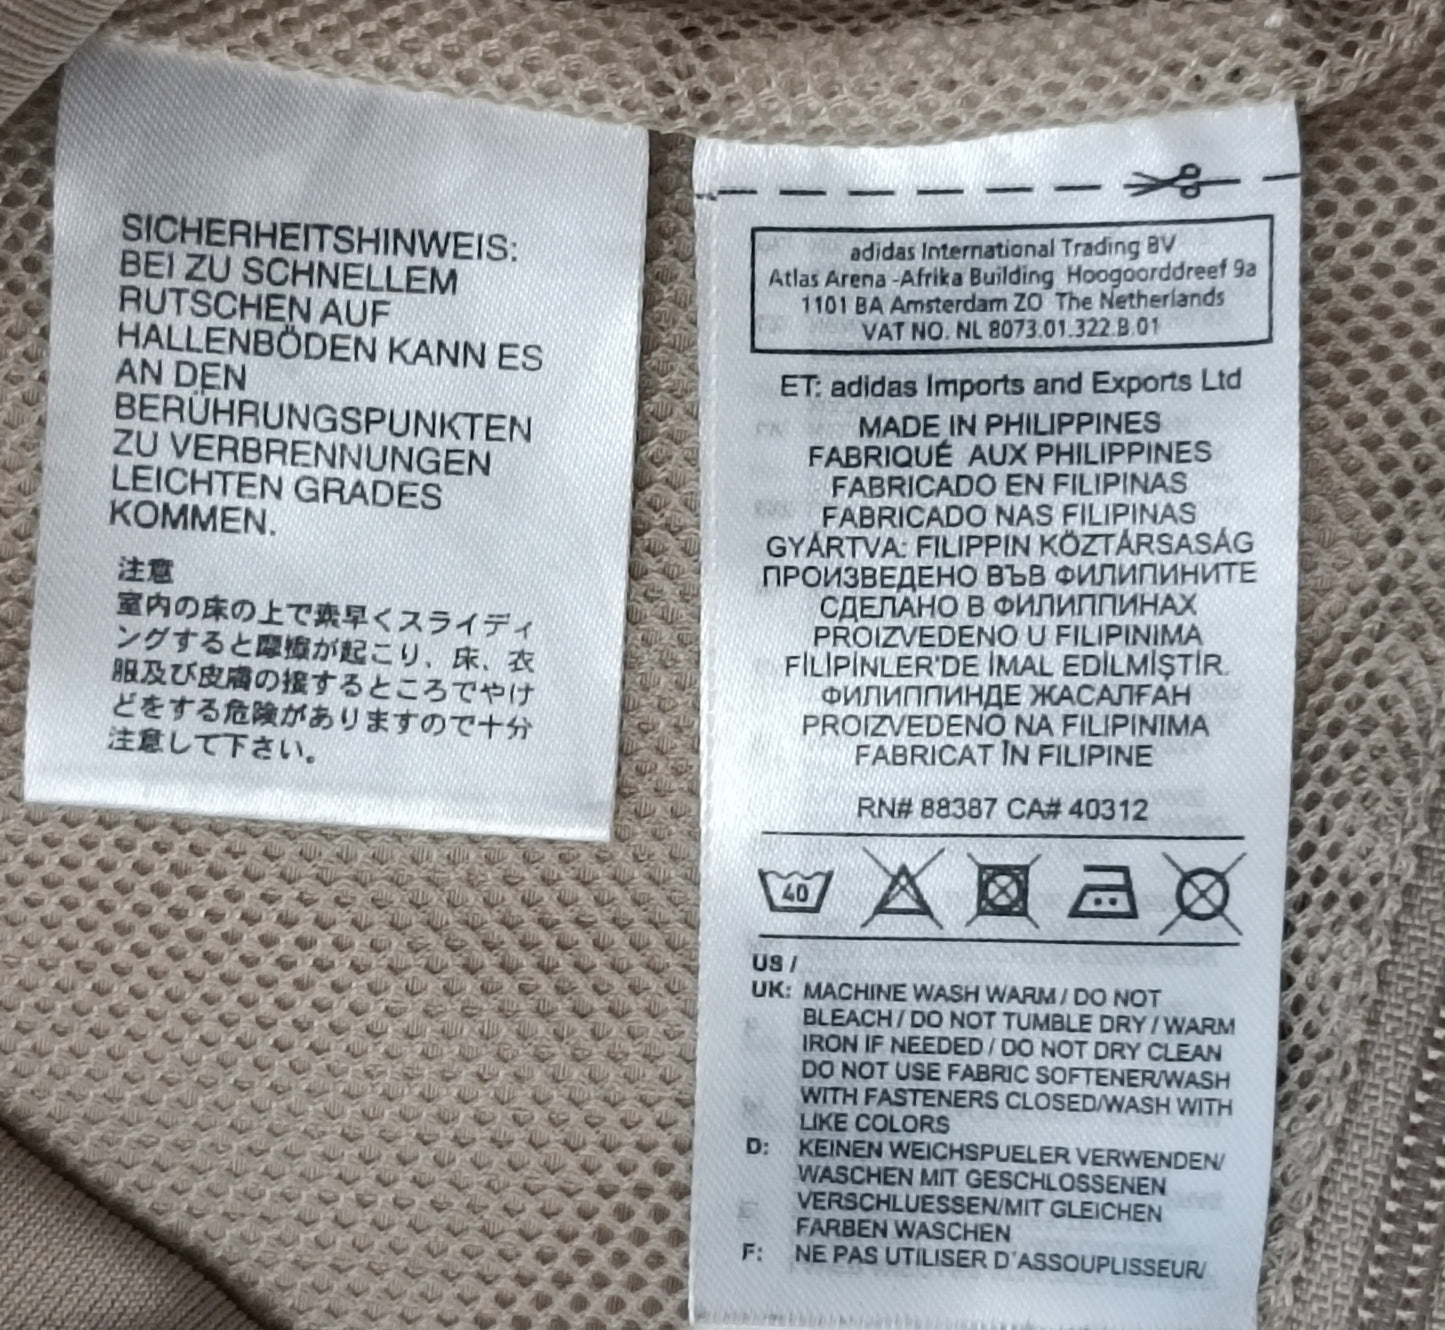 SICHERHEITSHINWEIS:
BEI ZU SCHNELLEM
RUTSCHEN AUF
HALLENBÖDEN KANN ES
AN DEN
BERÜHRUNGSPUNKTEN
ZU VERBRENNUNGEN
LEICHTEN GRADES
KOMMEN.
注意
室内の床の上で素早くスライディ
ングすると摩擦が起こり、床、衣
服及び皮膚の接するところでやけ
どをする危険がありますので十分
注意して下さい。
adidas International Trading BV
Atlas Arena -Afrika Building Hoogoorddreef 9a
1101 BA Amsterdam ZO The Netherlands
VAT NO. NL 8073.01.322.B.01
ET: adidas Imports and Exports Ltd
MADE IN PHILIPPINES
FABRIQUÉ AUX PHILIPPINES
FABRICADO EN FILIPINAS
FABRICADO NAS FILIPINAS
GYÁRTVA: FILIPPIN KÖZTÁRSASÁG
ПРОИЗВЕДЕНО ВЪВ ФИЛИПИНИТЕ
СДЕЛАНО В ФИЛИППИНАХ
PROIZVEDENO U FILIPINIMA
FİLİPİNLER'DE İMAL EDİLMİŞTİR.
ФИЛИППИНДЕ ЖАСАЛҒАН
PROIZVEDENO NA FILIPINIMA
FABRICAT ÎN FILIPINE
RN# 88387 CA# 40312
40
US /
UK: MACHINE WASH WARM / DO NOT
BLEACH / DO NOT TUMBLE DRY / WARM
IRON IF NEEDED / DO NOT DRY CLEAN
DO NOT USE FABRIC SOFTENER/WASH
WITH FASTENERS CLOSED/WASH WITH
LIKE COLORS
D: KEINEN WEICHSPUELER VERWENDEN/
WASCHEN MIT GESCHLOSSENEN
VERSCHLUESSEN/MIT GLEICHEN
FARBEN WASCHEN
F: NE PAS UTILISER D'ASSOUPLISSEUR/